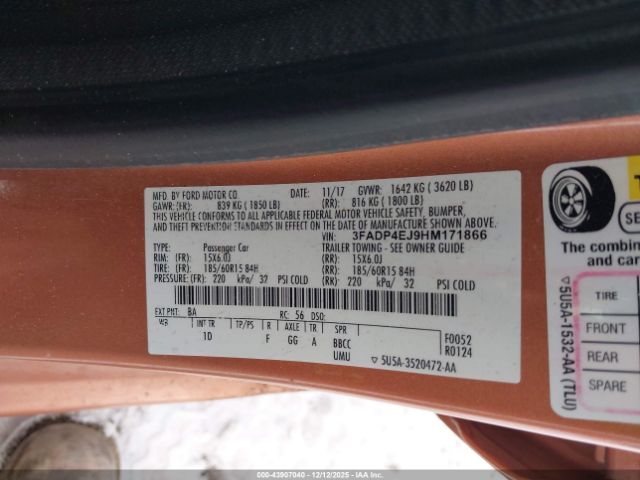 MFD. BY FORD MOTOR CO. DATE: 11/17 GVWR: 1642 KG ( 3620 LB)
GAWR: (FR): 839 KG ( 1850 LB) (RR): 816 KG ( 1800 LB)
THIS VEHICLE CONFORMS TO ALL APPLICABLE FEDERAL MOTOR VEHICLE SAFETY, BUMPER,
AND THEFT PREVENTION STANDARDS IN EFFECT ON THE DATE OF MANUFACTURE SHOWN ABOVE.
VIN: 3FADP4EJ9HM171866
TYPE: Passenger Car TRAILER TOWING - SEE OWNER GUIDE
RIM: (FR) 15X6.0J (RR): 15X6.0J
TIRE: (FR) 185/60R15 84H (RR): 185/60R15 84H
PRESSURE: (FR) 220 kPa/ 32 PSI COLD (RR) 220 kPa/ 32 PSI COLD
EXT PNT: BA RC: 56 DSO:
WB INT TR TP/PS R AXLE TR SPR
1D F GG A BBCC F0052
UMU R0124
▽ 5U5A-3520472-AA
The combin
and car
TIRE
FRONT
REAR
SPARE
▽5U5A-1532-AA (TLU)
© IAA -000-43907040 - 12/12/2025 - IAA Inc.